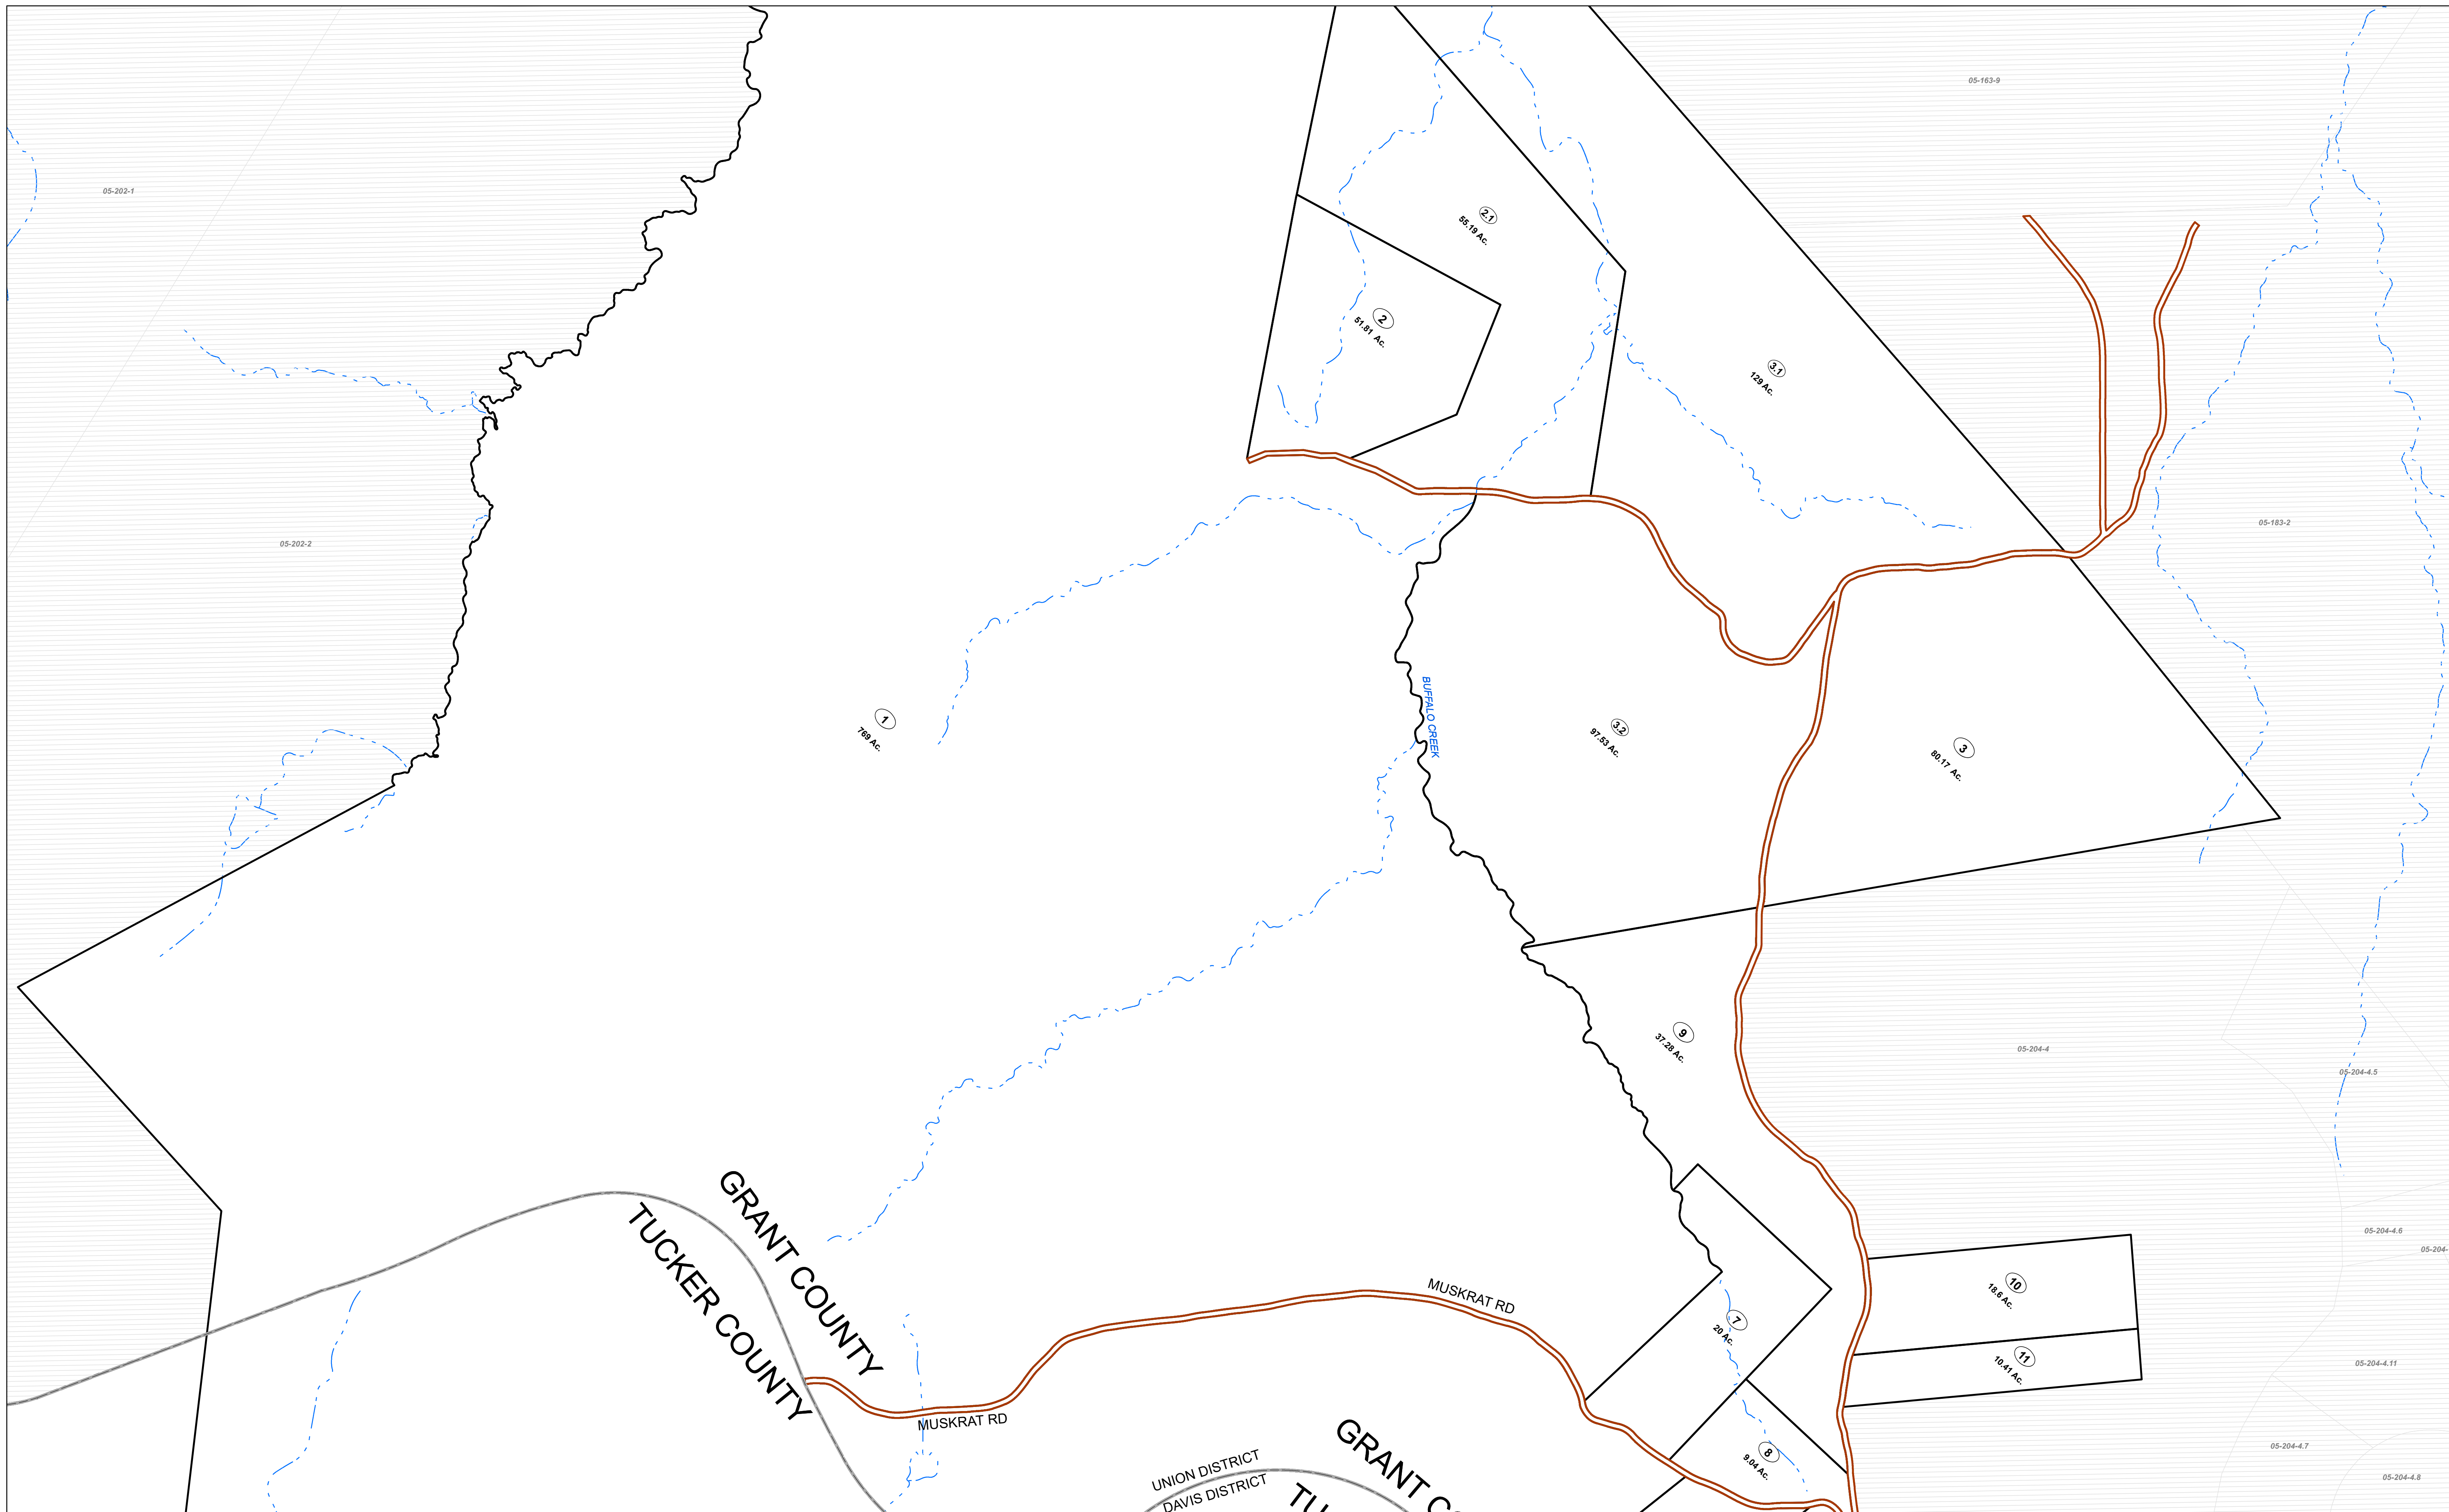 05-163-9
05-202-1
2.1
55.19 Ac.
2
51.81 Ac.
3.1
129 Ac.
05-183-2
05-202-2
BUFFALO CREEK
1
769 Ac.
3.2
97.53 Ac.
3
80.17 Ac.
9
37.28 Ac.
05-204-4
05-204-4.5
GRANT COUNTY
TUCKER COUNTY
05-204-4.6
05-204-
MUSKRAT RD
10
18.6 Ac.
7
20 Ac.
11
10.41 Ac.
05-204-4.11
MUSKRAT RD
GRANT CO
UNION DISTRICT
DAVIS DISTRICT
TU
8
9.04 Ac.
05-204-4.7
05-204-4.8